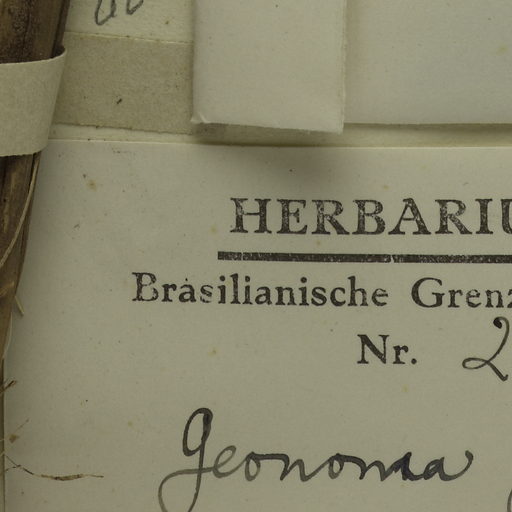 HERBARIU
Brasilianische Grenz
Nr. 2
Geonoma